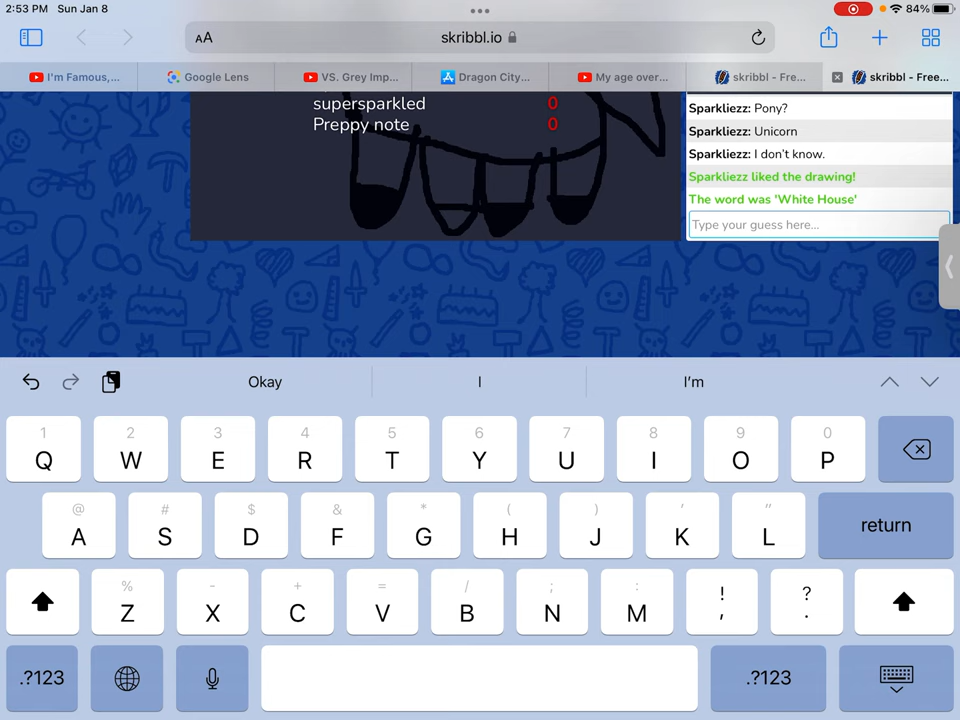 2:53 PM Sun Jan 8
84%
AA
skribbl.io
I'm Famous,...
Google Lens
VS. Grey Imp...
Dragon City...
My age over...
skribbl - Fre...
skribbl - Free...
supersparkled 0
Preppy note 0
Sparkliezz: Pony?
Sparkliezz: Unicorn
Sparkliezz: I don't know.
Sparkliezz liked the drawing!
The word was 'White House'
Type your guess here...
Okay I I'm
1 2 3 4 5 6 7 8 9 0
Q W E R T Y U I O P
@ # $ & * ( ) ' "
A S D F G H J K L return
% - + = / ; : ! ?
Z X C V B N M , .
.?123 .?123